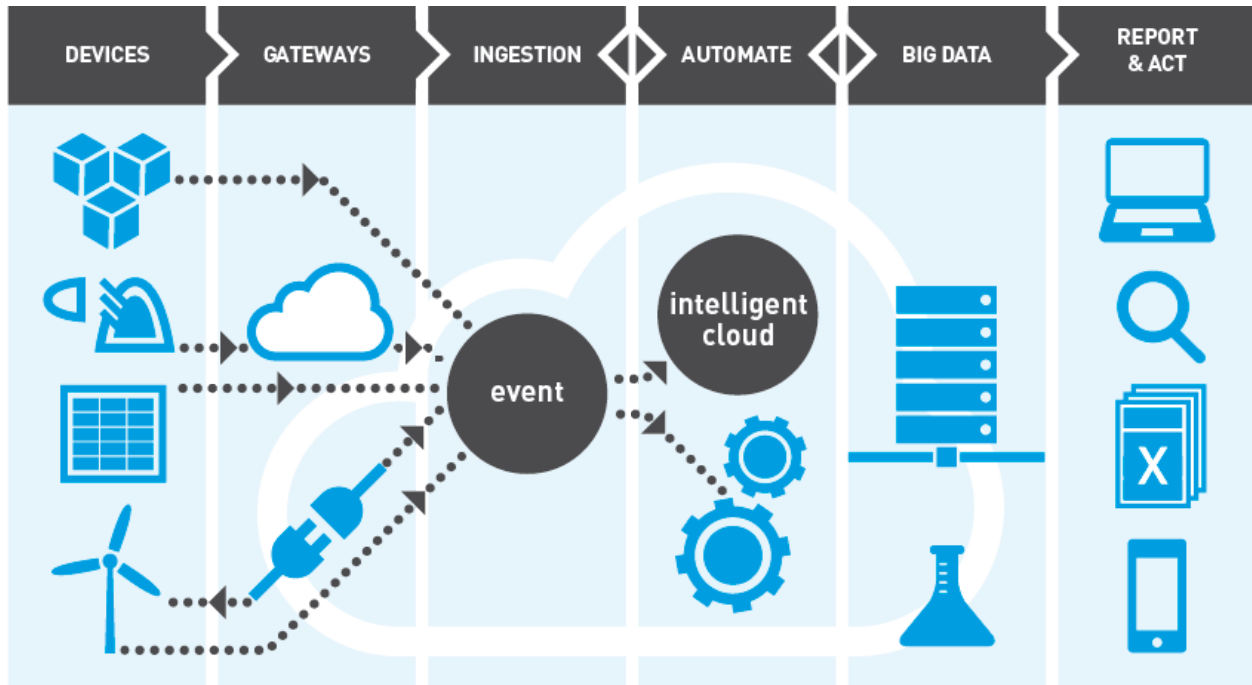 DEVICES
GATEWAYS
INGESTION
AUTOMATE
BIG DATA
REPORT
& ACT
intelligent
cloud
event
X